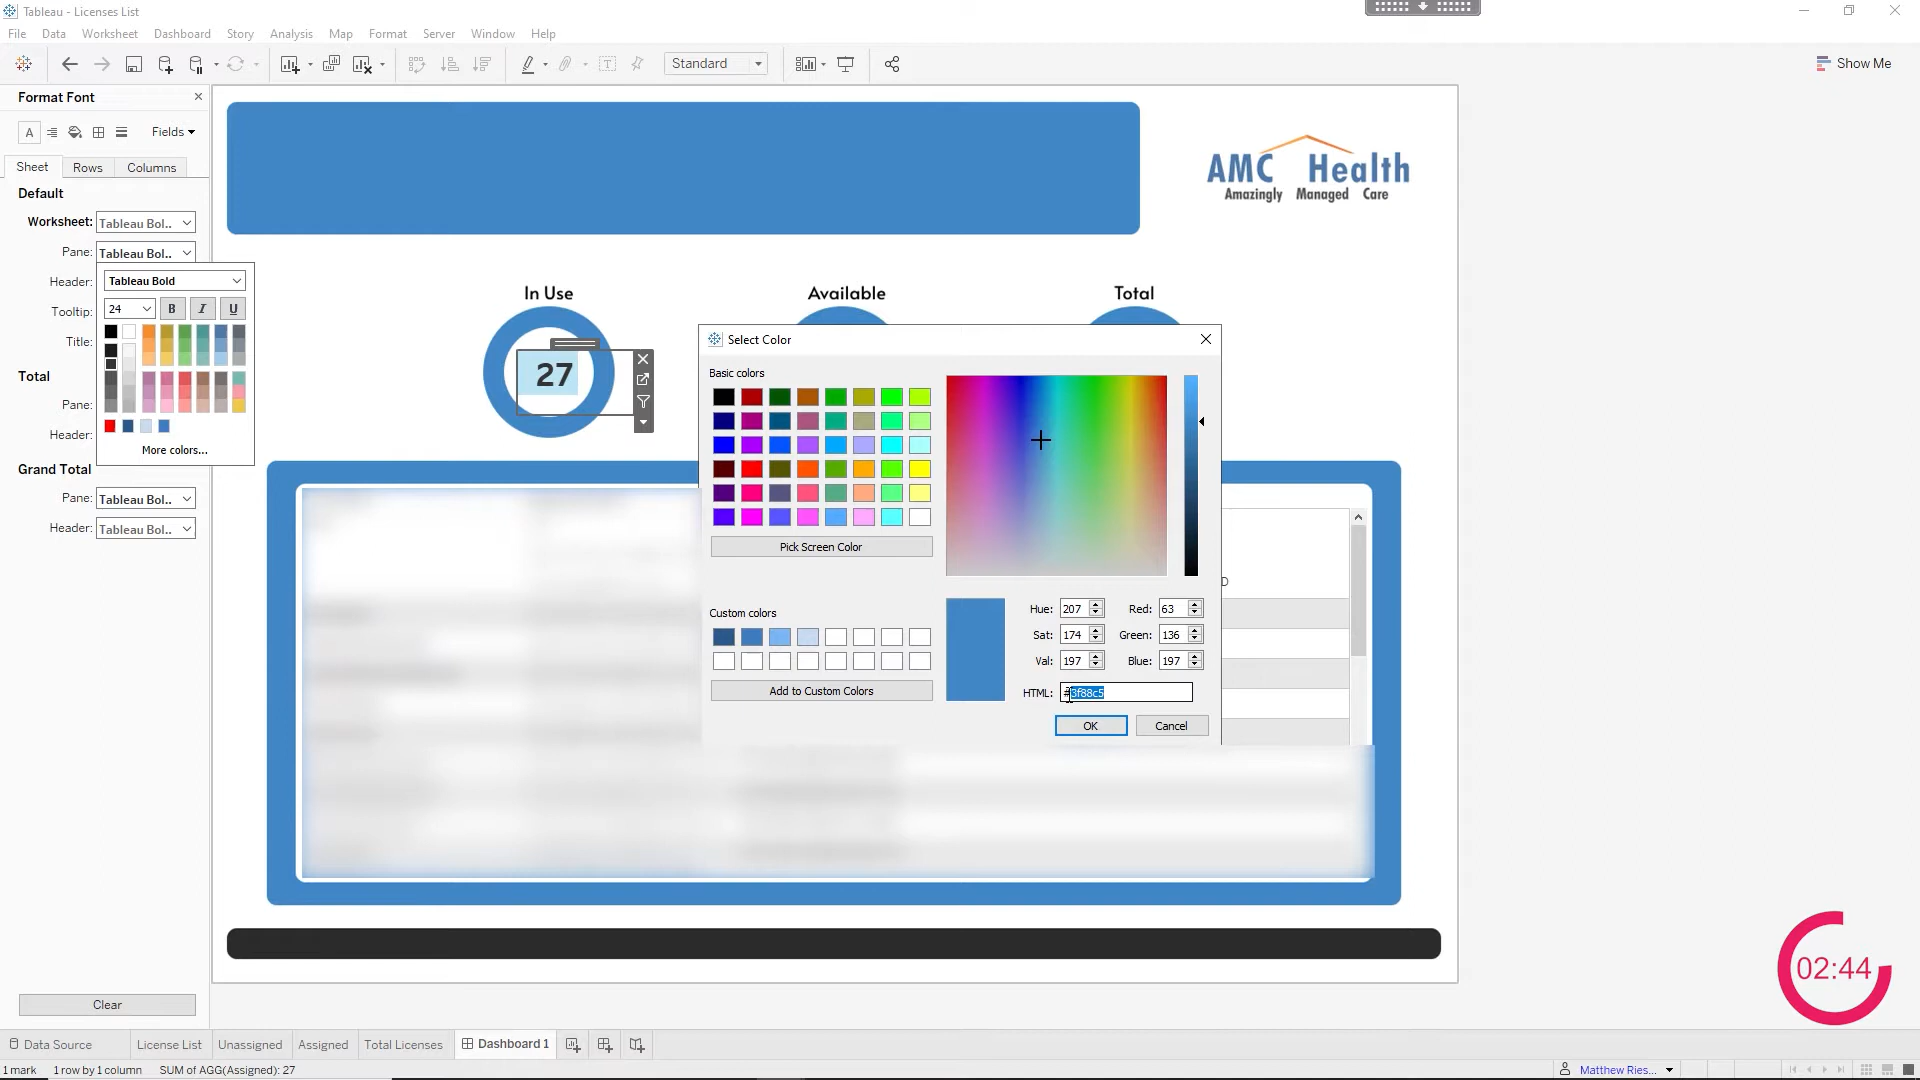 Tableau - Licenses List
File Data Worksheet Dashboard Story Analysis Map Format Server Window Help
Standard
Show Me
Format Font
Fields
Sheet Rows Columns
Default
Worksheet: Tableau Bol..
Pane: Tableau Bol..
Header:
Tooltip:
Title:
Tableau Bold
24 B I U
More colors...
Total
Pane:
Header:
Grand Total
Pane: Tableau Bol..
Header: Tableau Bol..
Clear
AMC Health
Amazingly Managed Care
In Use Available Total
27
Select Color
Basic colors
Pick Screen Color
Custom colors
Add to Custom Colors
Hue: 207 Red: 63
Sat: 174 Green: 136
Val: 197 Blue: 197
HTML: #3f88c5
OK Cancel
D
02:44
Data Source License List Unassigned Assigned Total Licenses Dashboard 1
1 mark 1 row by 1 column SUM of AGG(Assigned): 27
Matthew Ries...